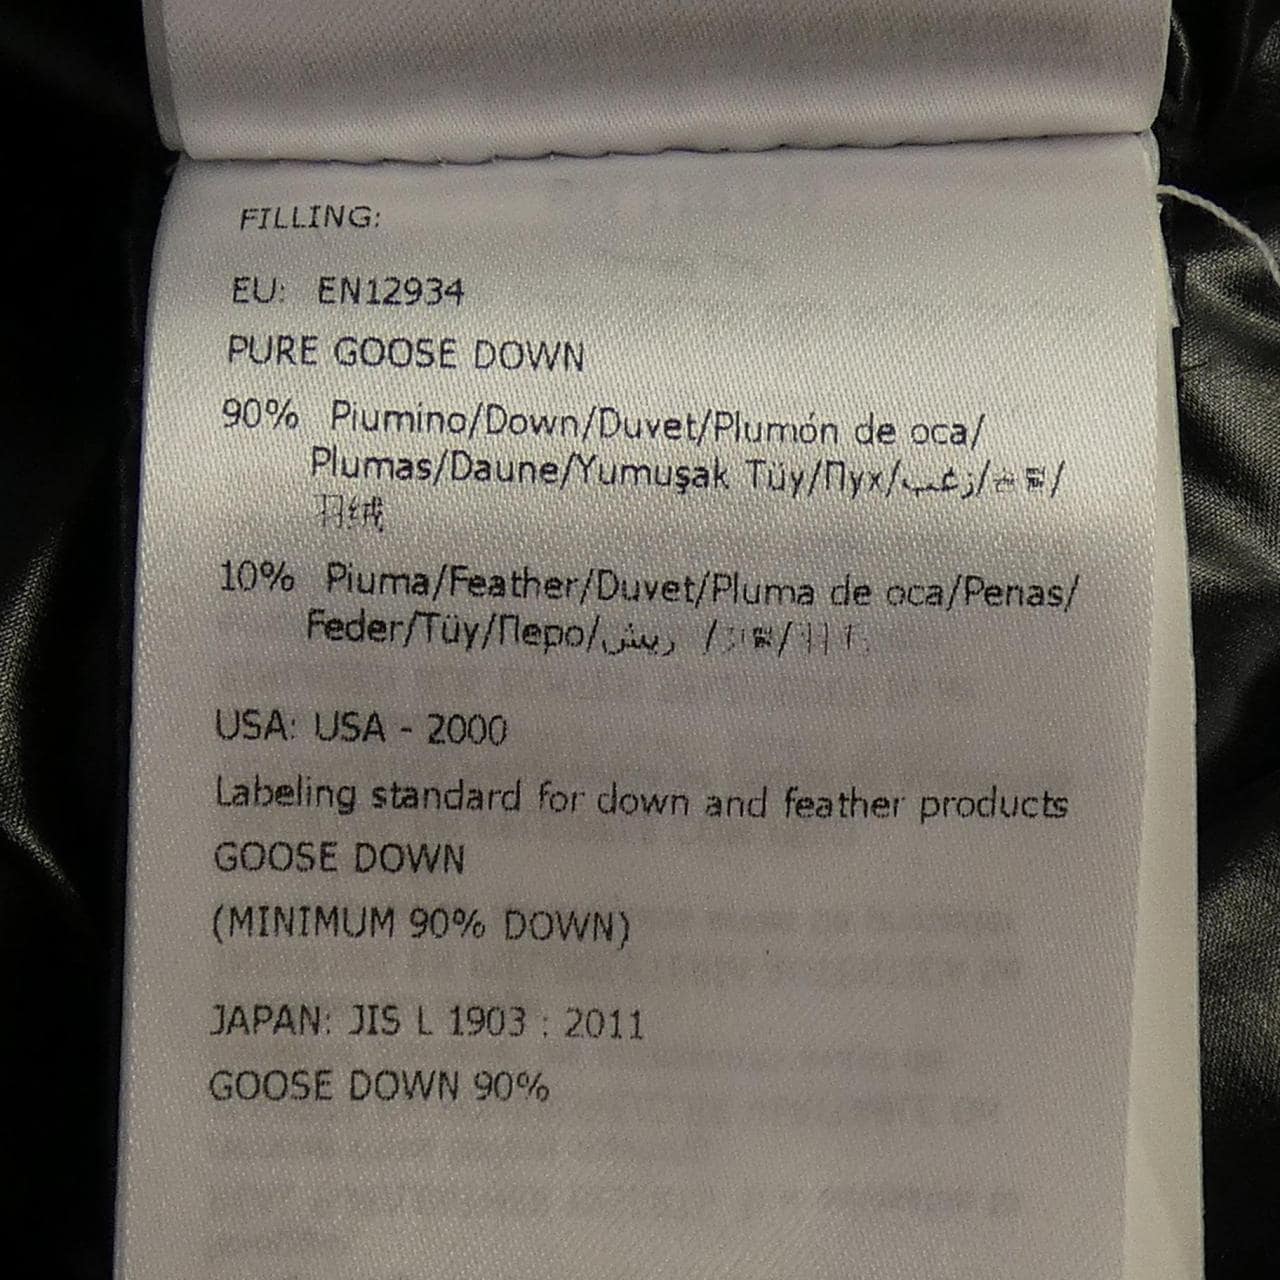 FILLING:
EU: EN12934
PURE GOOSE DOWN
90% Piumino/Down/Duvet/Plumón de oca/
Plumas/Daune/Yumuşak Tüy/Пух/زغب/
羽绒
10% Piuma/Feather/Duvet/Pluma de oca/Penas/
Feder/Tüy/Перо/ريش /
USA: USA - 2000
Labeling standard for down and feather products
GOOSE DOWN
(MINIMUM 90% DOWN)
JAPAN: JIS L 1903 : 2011
GOOSE DOWN 90%